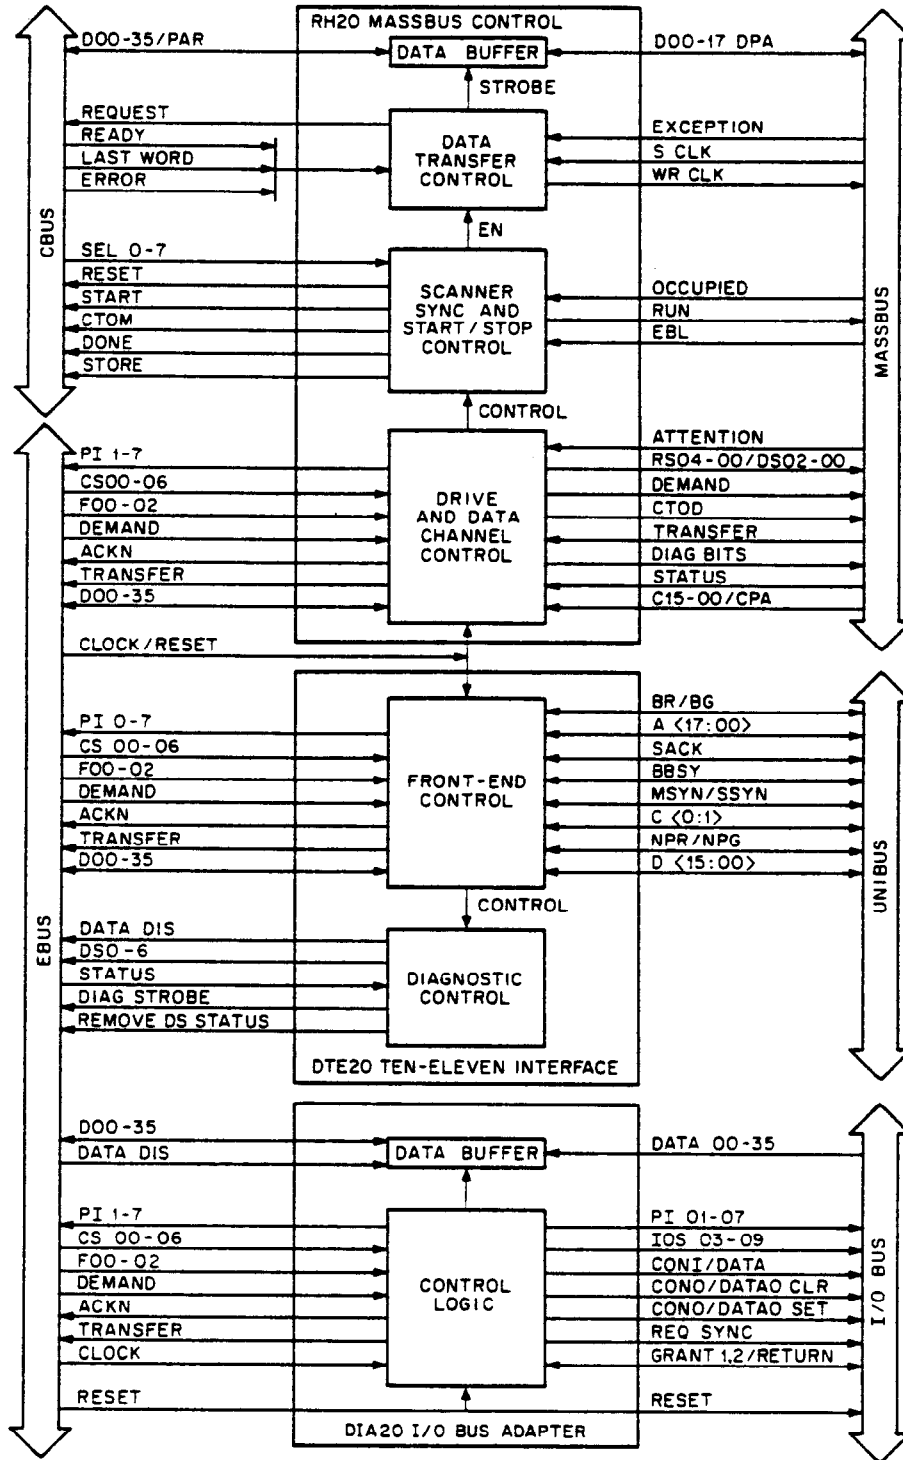 RH20 MASSBUS CONTROL
D00-35/PAR
DATA BUFFER
D00-17 DPA
STROBE
REQUEST
READY
LAST WORD
ERROR
DATA
TRANSFER
CONTROL
EXCEPTION
S CLK
WR CLK
EN
CBUS
SEL 0-7
RESET
START
CTOM
DONE
STORE
SCANNER
SYNC AND
START/STOP
CONTROL
OCCUPIED
RUN
EBL
MASSBUS
CONTROL
PI 1-7
CS00-06
F00-02
DEMAND
ACKN
TRANSFER
D00-35
DRIVE
AND DATA
CHANNEL
CONTROL
ATTENTION
RS04-00/DS02-00
DEMAND
CTOD
TRANSFER
DIAG BITS
STATUS
C15-00/CPA
CLOCK/RESET
PI 0-7
CS 00-06
F00-02
DEMAND
ACKN
TRANSFER
D00-35
FRONT-END
CONTROL
BR/BG
A <17:00>
SACK
BBSY
MSYN/SSYN
C <0:1>
NPR/NPG
D <15:00>
UNIBUS
CONTROL
EBUS
DATA DIS
DS0-6
STATUS
DIAG STROBE
REMOVE DS STATUS
DIAGNOSTIC
CONTROL
DTE20 TEN-ELEVEN INTERFACE
D00-35
DATA DIS
DATA BUFFER
DATA 00-35
PI 1-7
CS 00-06
F00-02
DEMAND
ACKN
TRANSFER
CLOCK
RESET
CONTROL
LOGIC
PI 01-07
IOS 03-09
CONI/DATA
CONO/DATAO CLR
CONO/DATAO SET
REQ SYNC
GRANT 1,2/RETURN
RESET
I/O BUS
DIA20 I/O BUS ADAPTER